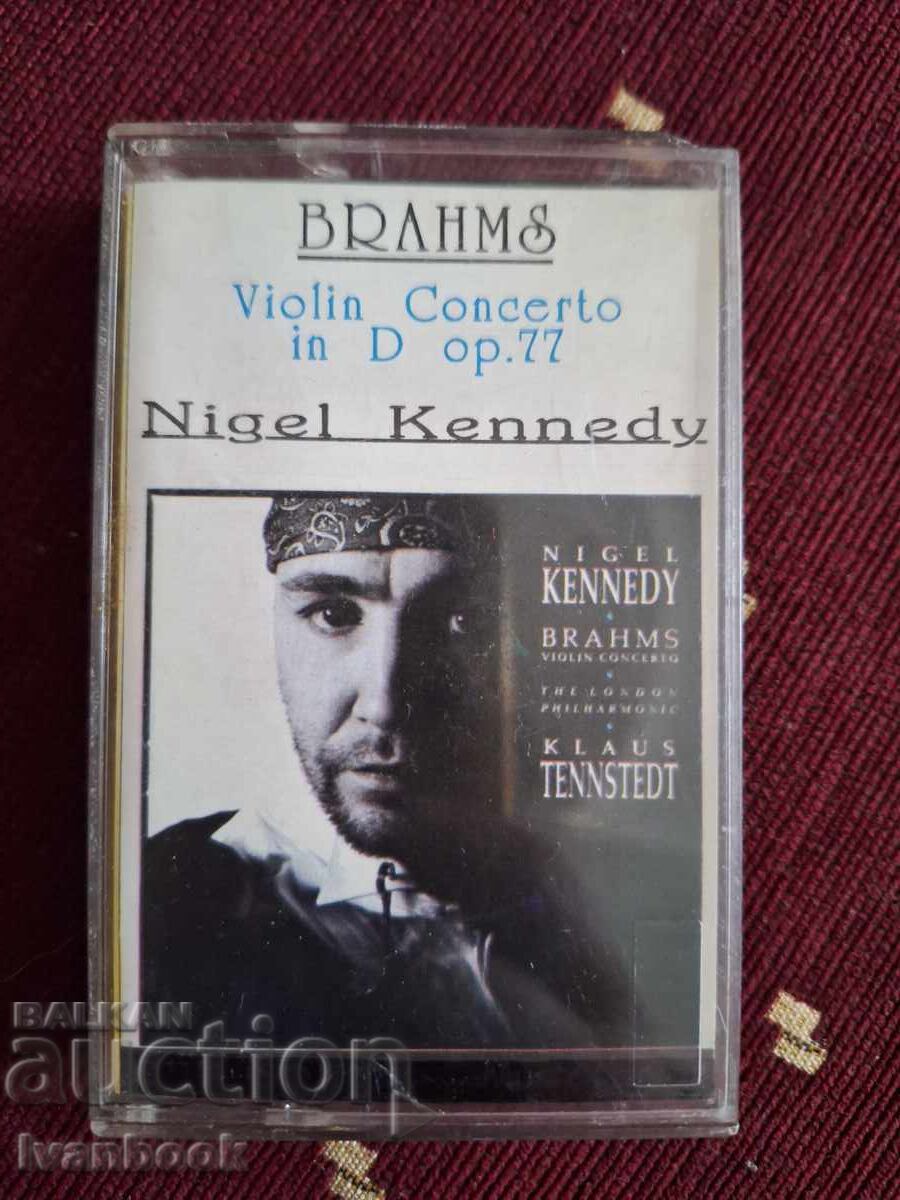 BRAHMS
Violin Concerto
in D op.77
Nigel Kennedy
NIGEL
KENNEDY
BRAHMS
VIOLIN CONCERTO
THE LONDON
PHILHARMONIC
KLAUS
TENNSTEDT
BALKAN
auction
Ivanbook